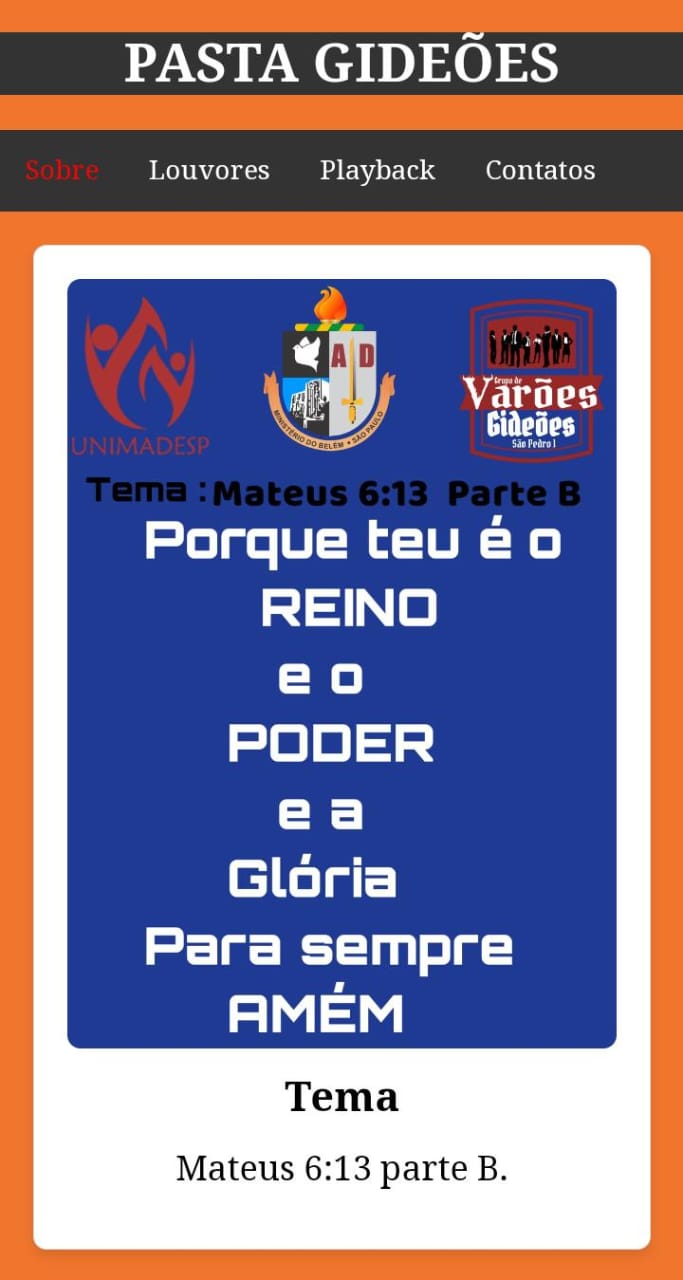 PASTA GIDEÕES
Sobre Louvores Playback Contatos
UNIMADESP
AD
MINISTÉRIO DO BELÉM • SÃO PAULO
Grupo de
Varões
Gideões
São Pedro I
Tema : Mateus 6:13 Parte B
Porque teu é o
REINO
e o
PODER
e a
Glória
Para sempre
AMÉM
Tema
Mateus 6:13 parte B.